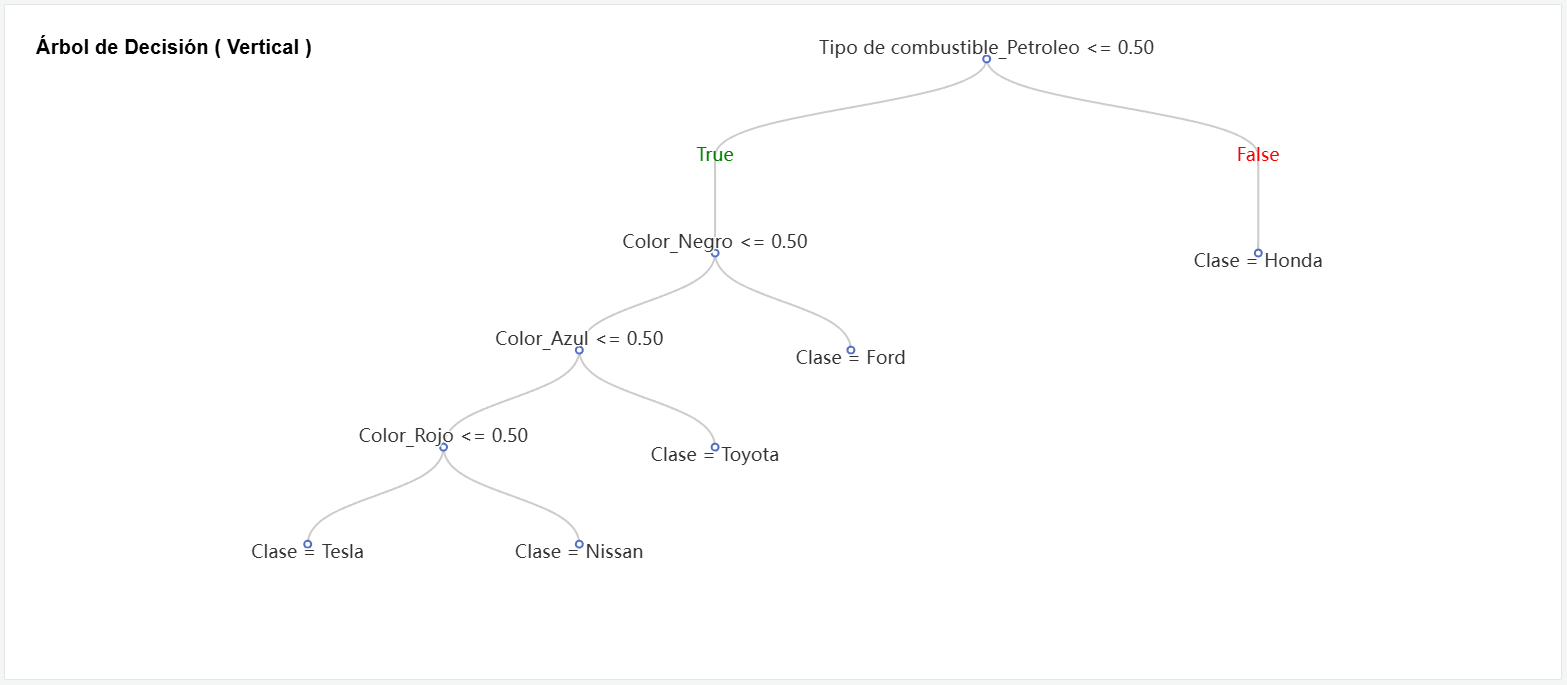 Árbol de Decisión ( Vertical )
Tipo de combustible_Petroleo <= 0.50
True
False
Color_Negro <= 0.50
Clase = Honda
Color_Azul <= 0.50
Clase = Ford
Color_Rojo <= 0.50
Clase = Toyota
Clase = Tesla
Clase = Nissan